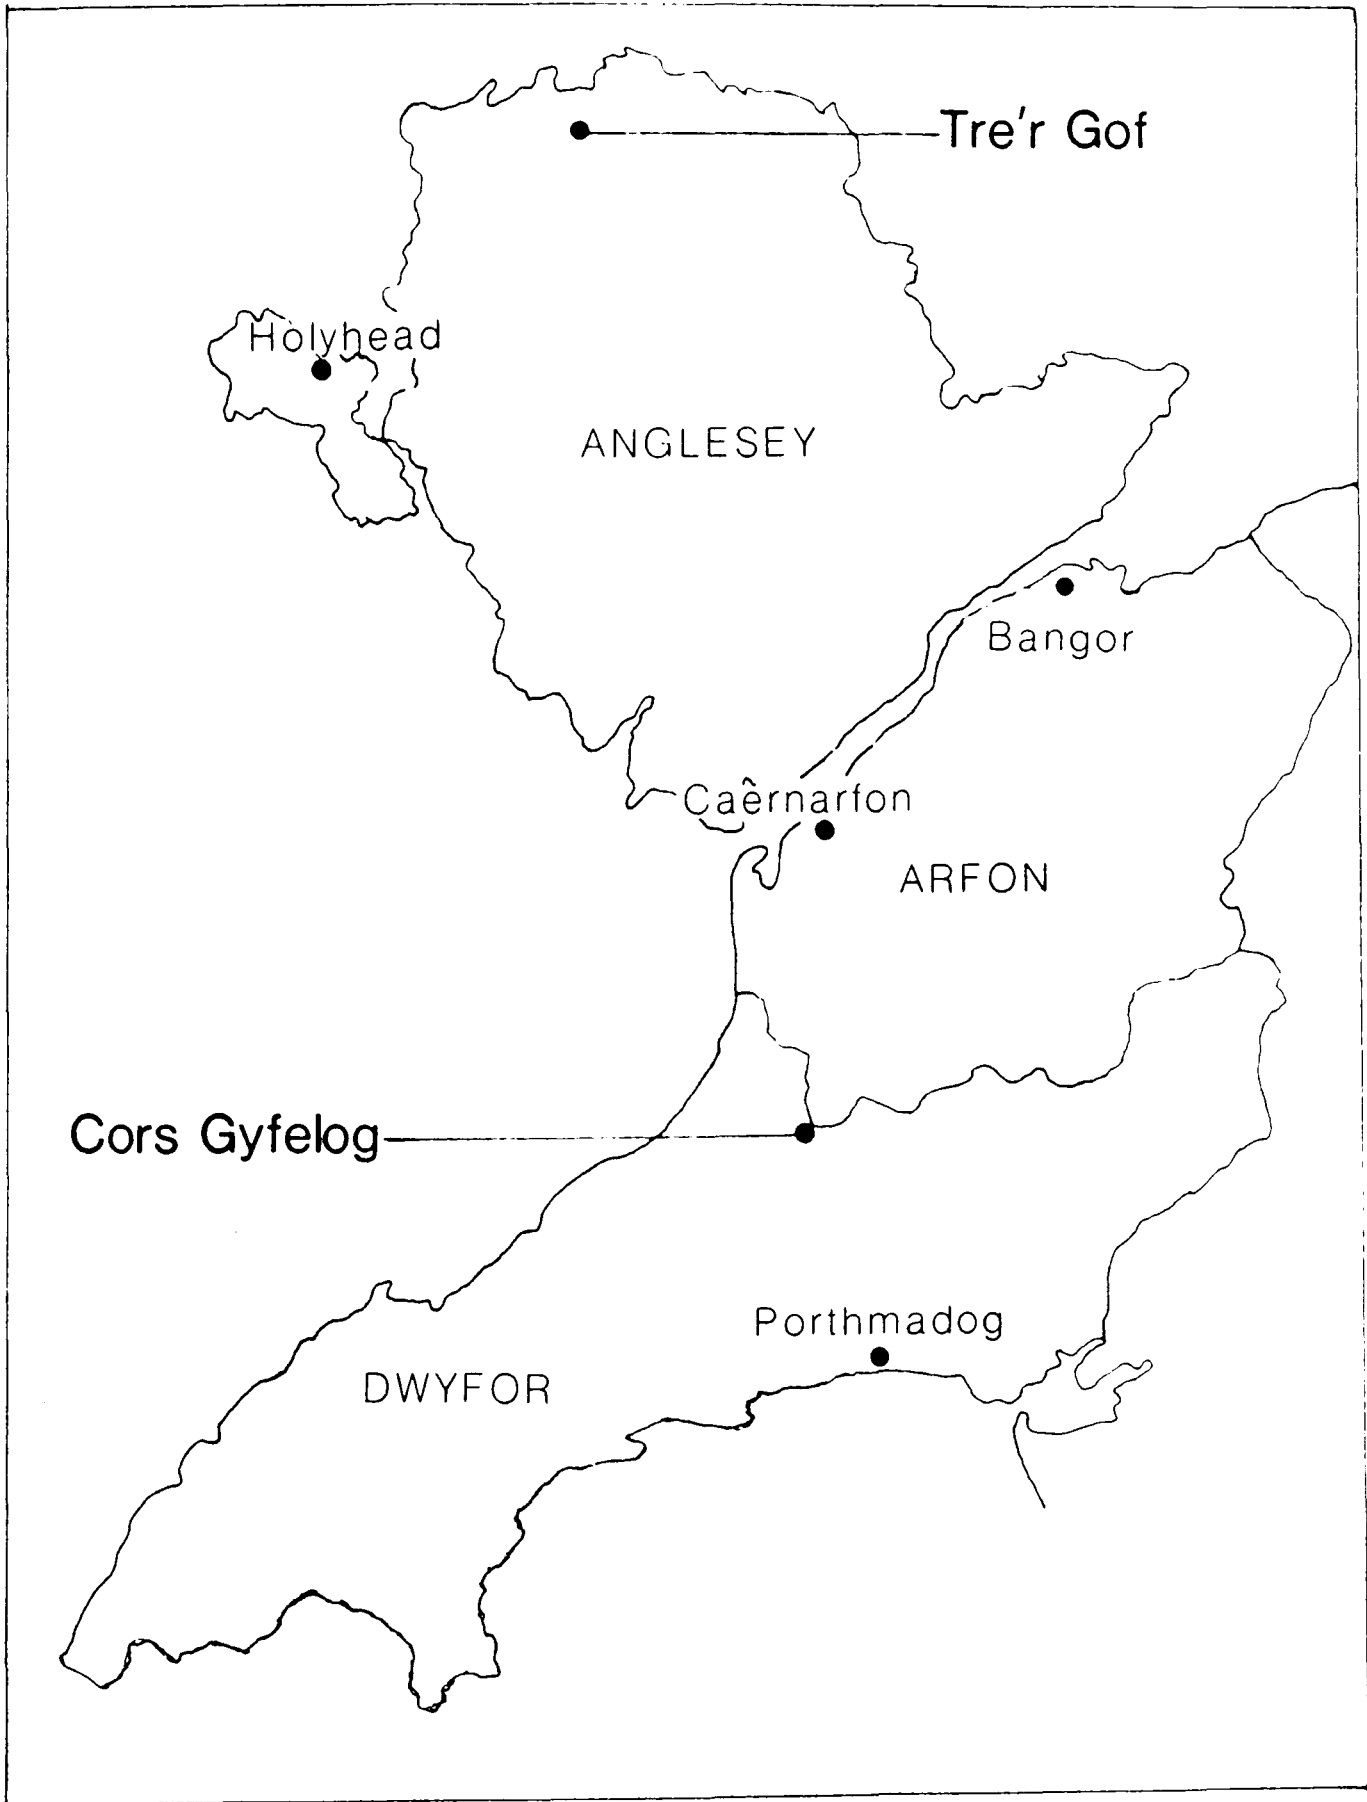 Tre'r Gof
Holyhead
ANGLESEY
Bangor
Caêrnarfon
ARFON
Cors Gyfelog
Porthmadog
DWYFOR